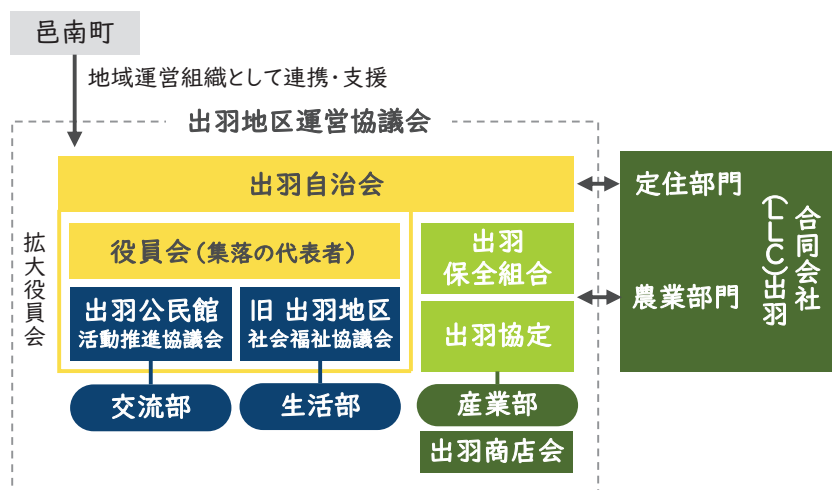 邑南町
地域運営組織として連携・支援
出羽地区運営協議会
拡大役員会
出羽自治会
役員会（集落の代表者）
出羽公民館
活動推進協議会
旧 出羽地区
社会福祉協議会
交流部
生活部
出羽
保全組合
出羽協定
産業部
出羽商店会
定住部門
農業部門
合同会社
（LLC）出羽